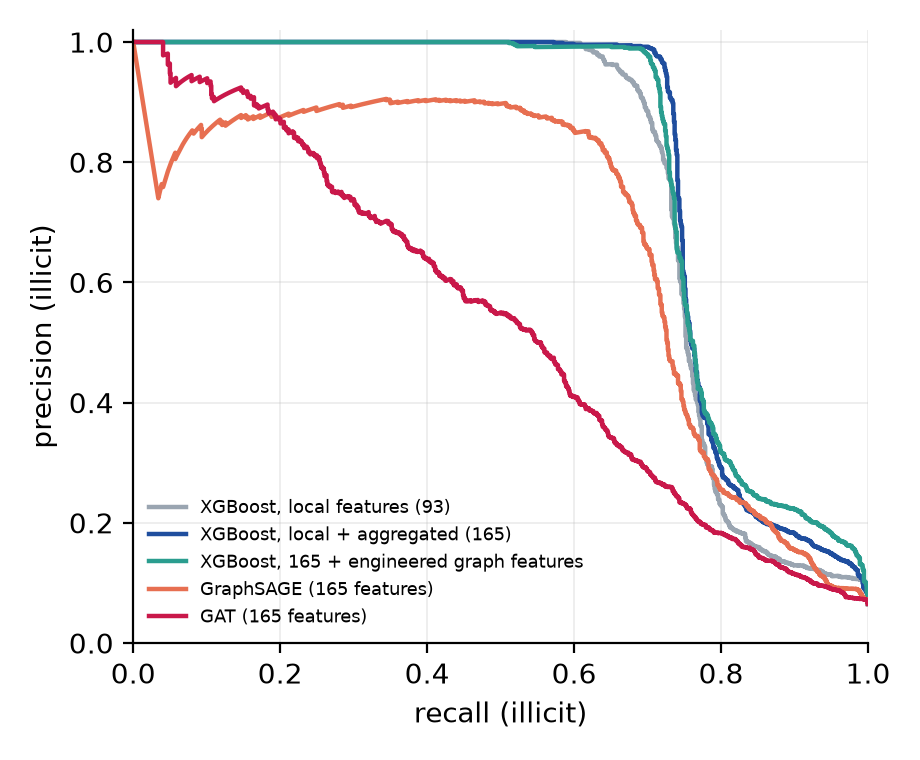 1.0
0.8
0.6
0.4
0.2
0.0
precision (illicit)
XGBoost, local features (93)
XGBoost, local + aggregated (165)
XGBoost, 165 + engineered graph features
GraphSAGE (165 features)
GAT (165 features)
0.0 0.2 0.4 0.6 0.8 1.0
recall (illicit)